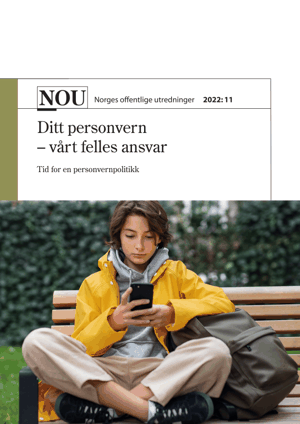 NOU Norges offentlige utredninger 2022: 11
Ditt personvern
– vårt felles ansvar
Tid for en personvernpolitikk